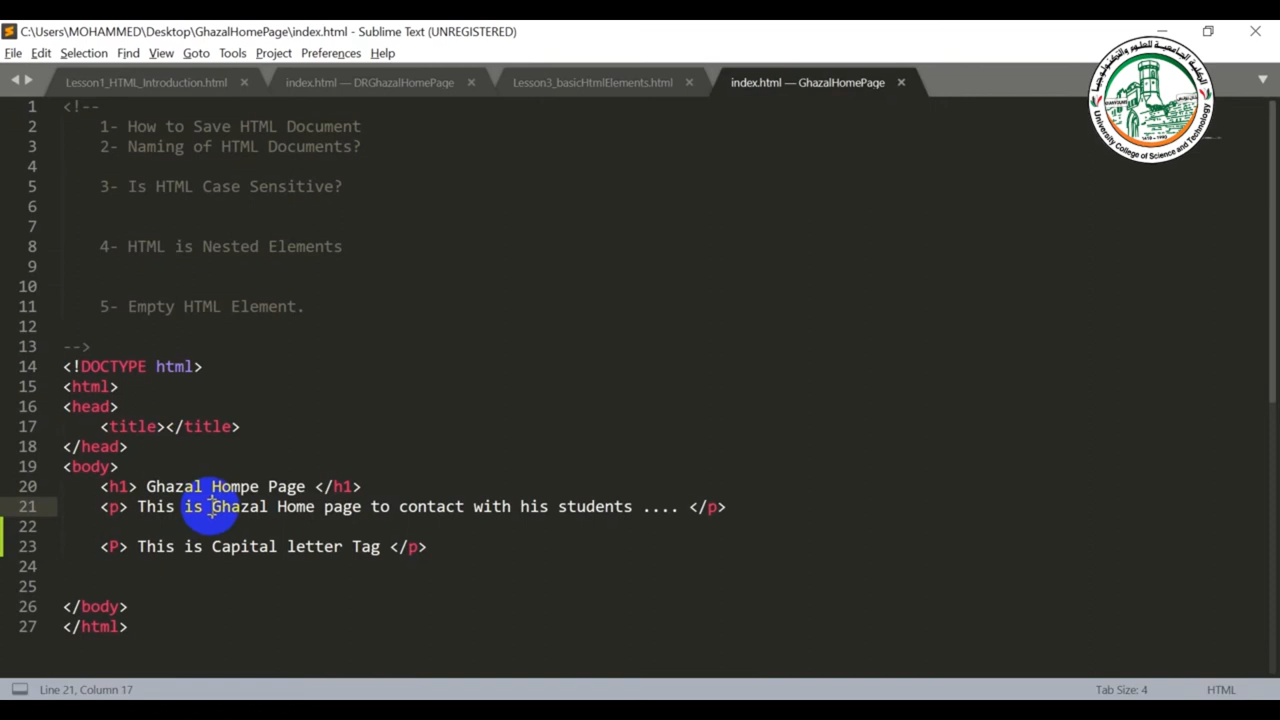 C:\Users\MOHAMMED\Desktop\GhazalHomePage\index.html - Sublime Text (UNREGISTERED)
File Edit Selection Find View Goto Tools Project Preferences Help
Lesson1_HTML_Introduction.html index.html — DRGhazalHomePage Lesson3_basicHtmlElements.html index.html — GhazalHomePage
الكلية الجامعية للعلوم والتكنولوجيا
University College of Science and Technology
1 <!--
2 1- How to Save HTML Document
3 2- Naming of HTML Documents?
4
5 3- Is HTML Case Sensitive?
6
7
8 4- HTML is Nested Elements
9
10
11 5- Empty HTML Element.
12
13 -->
14 <!DOCTYPE html>
15 <html>
16 <head>
17 <title></title>
18 </head>
19 <body>
20 <h1> Ghazal Hompe Page </h1>
21 <p> This is Ghazal Home page to contact with his students .... </p>
22
23 <P> This is Capital letter Tag </p>
24
25
26 </body>
27 </html>
Line 21, Column 17 Tab Size: 4 HTML